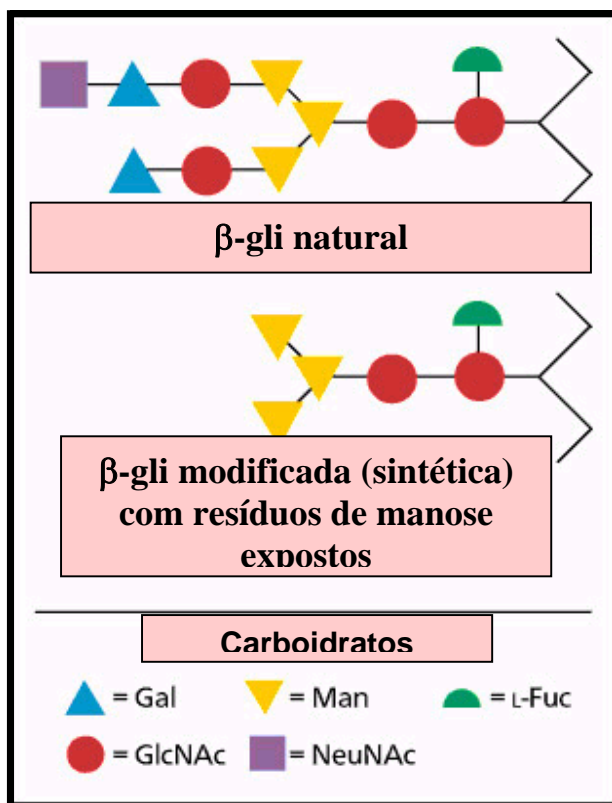 β-gli natural
β-gli modificada (sintética)
com resíduos de manose
expostos
Carboidratos
= Gal = Man = L-Fuc
= GlcNAc = NeuNAc